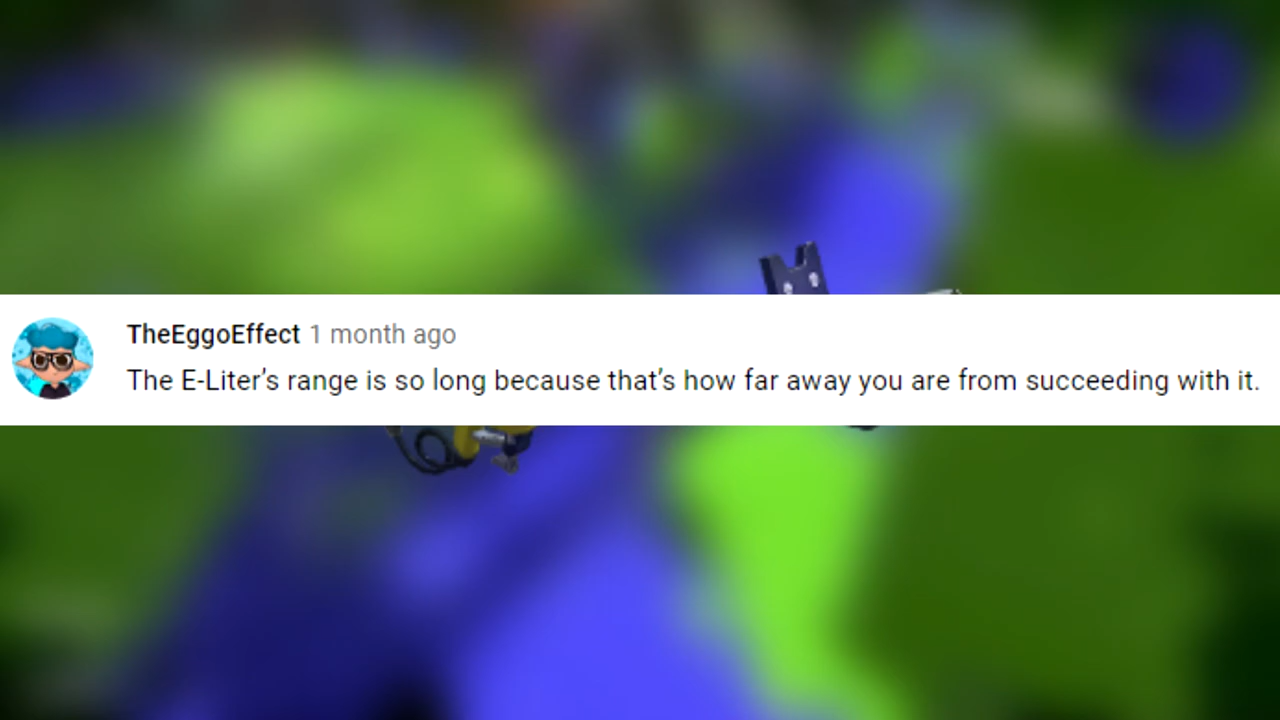 TheEggoEffect 1 month ago
The E-Liter’s range is so long because that’s how far away you are from succeeding with it.